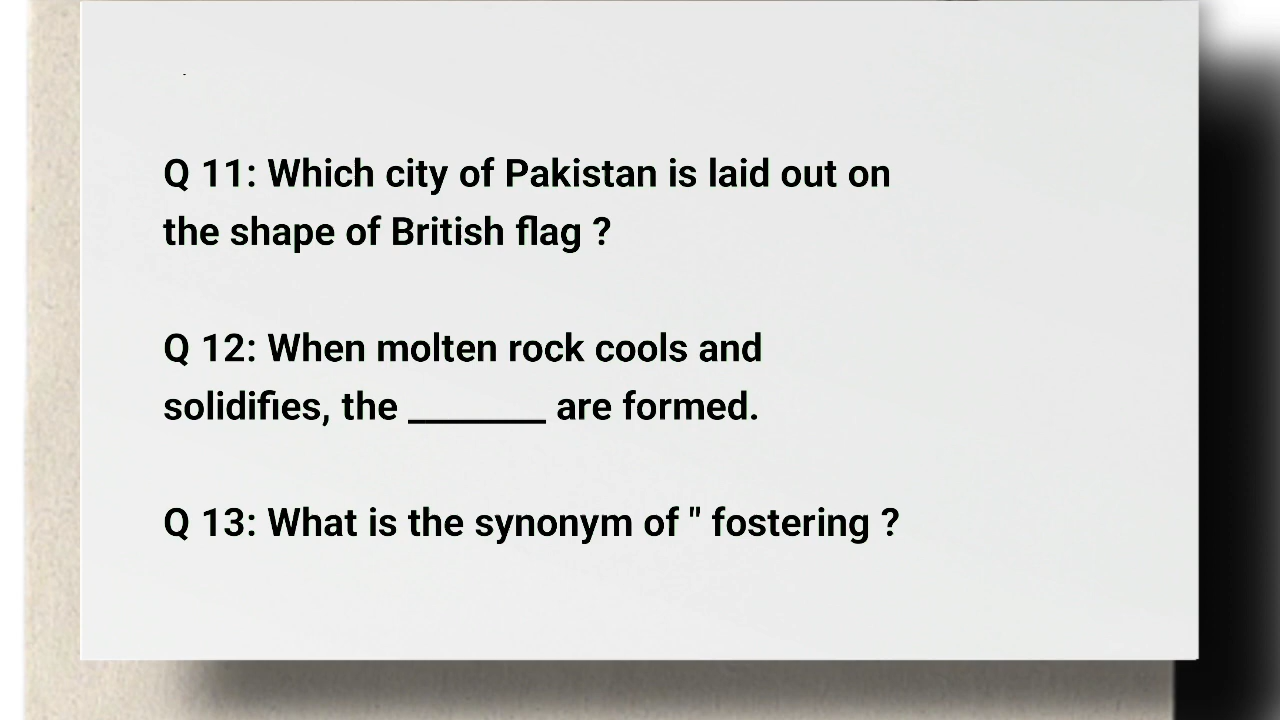 Q 11: Which city of Pakistan is laid out on
the shape of British flag ?
Q 12: When molten rock cools and
solidifies, the _______ are formed.
Q 13: What is the synonym of " fostering ?